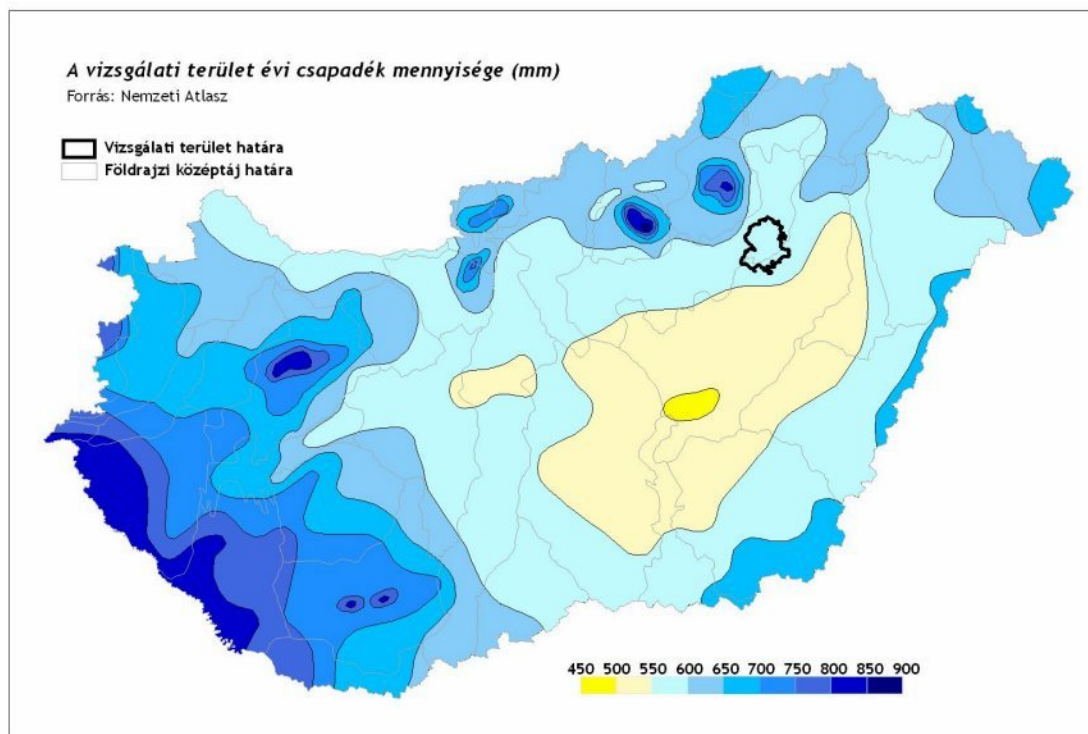 A vizsgálati terület évi csapadék mennyisége (mm)
Forrás: Nemzeti Atlasz
Vizsgálati terület határa
Földrajzi középtáj határa
450 500 550 600 650 700 750 800 850 900